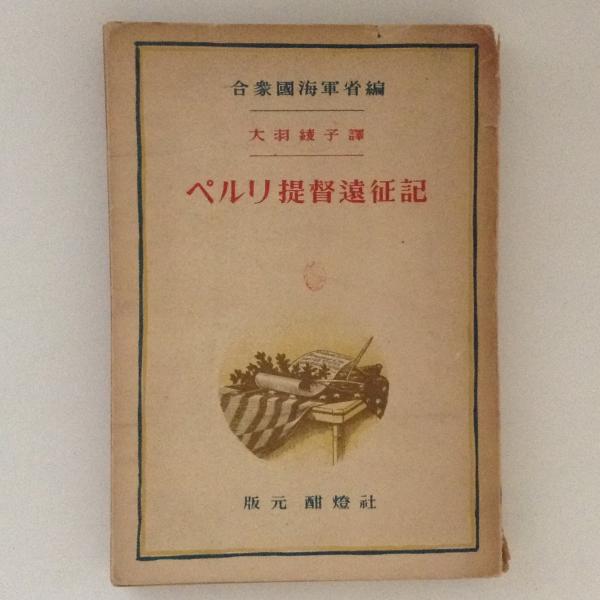 合衆國海軍省編
大羽綾子譯
ペルリ提督遠征記
版元 酣燈社